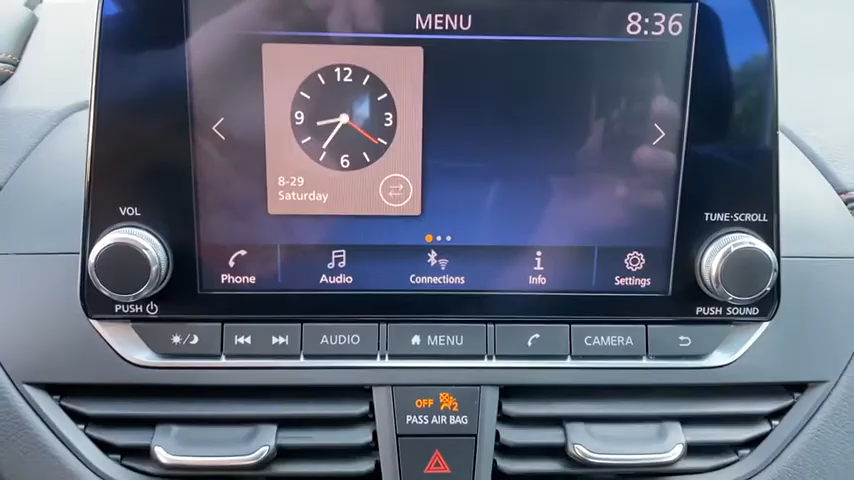 MENU
8:36
12
9 3
6
8-29
Saturday
VOL
TUNE·SCROLL
Phone Audio Connections Info Settings
PUSH
PUSH SOUND
AUDIO MENU CAMERA
OFF 2
PASS AIR BAG